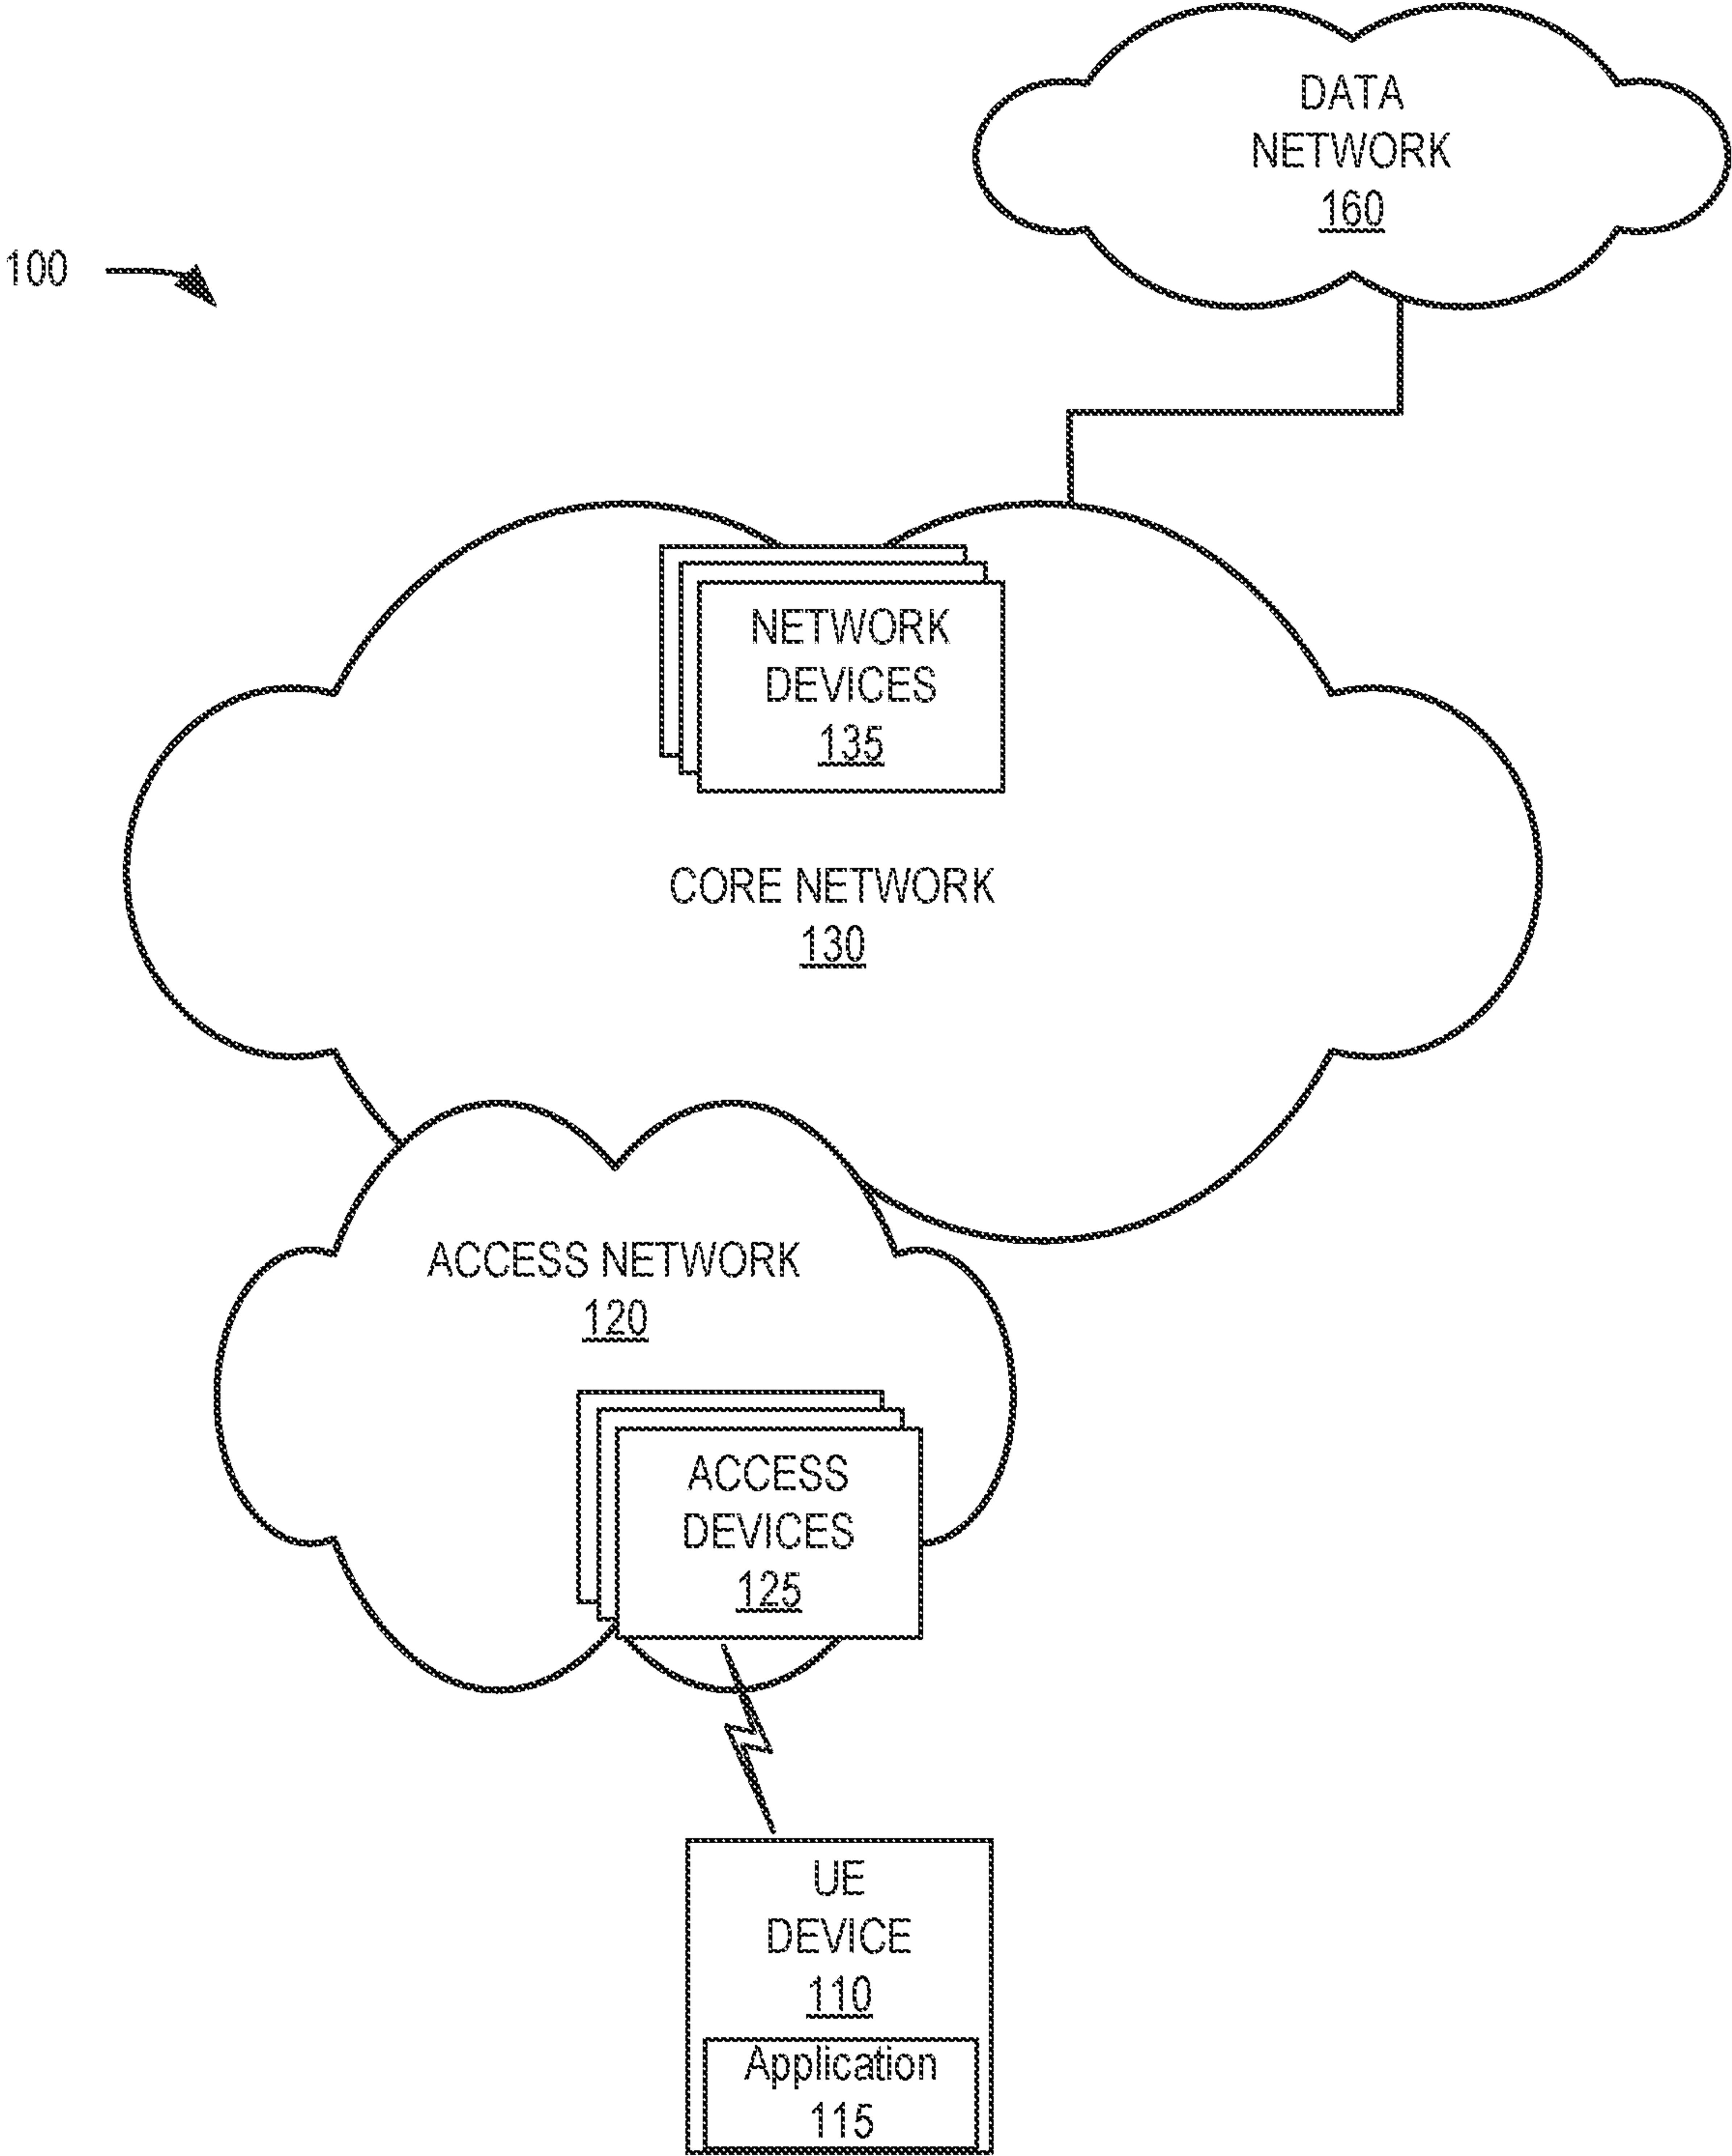 DATA
NETWORK
160
100
NETWORK
DEVICES
135
CORE NETWORK
130
ACCESS NETWORK
120
ACCESS
DEVICES
125
UE
DEVICE
110
Application
115